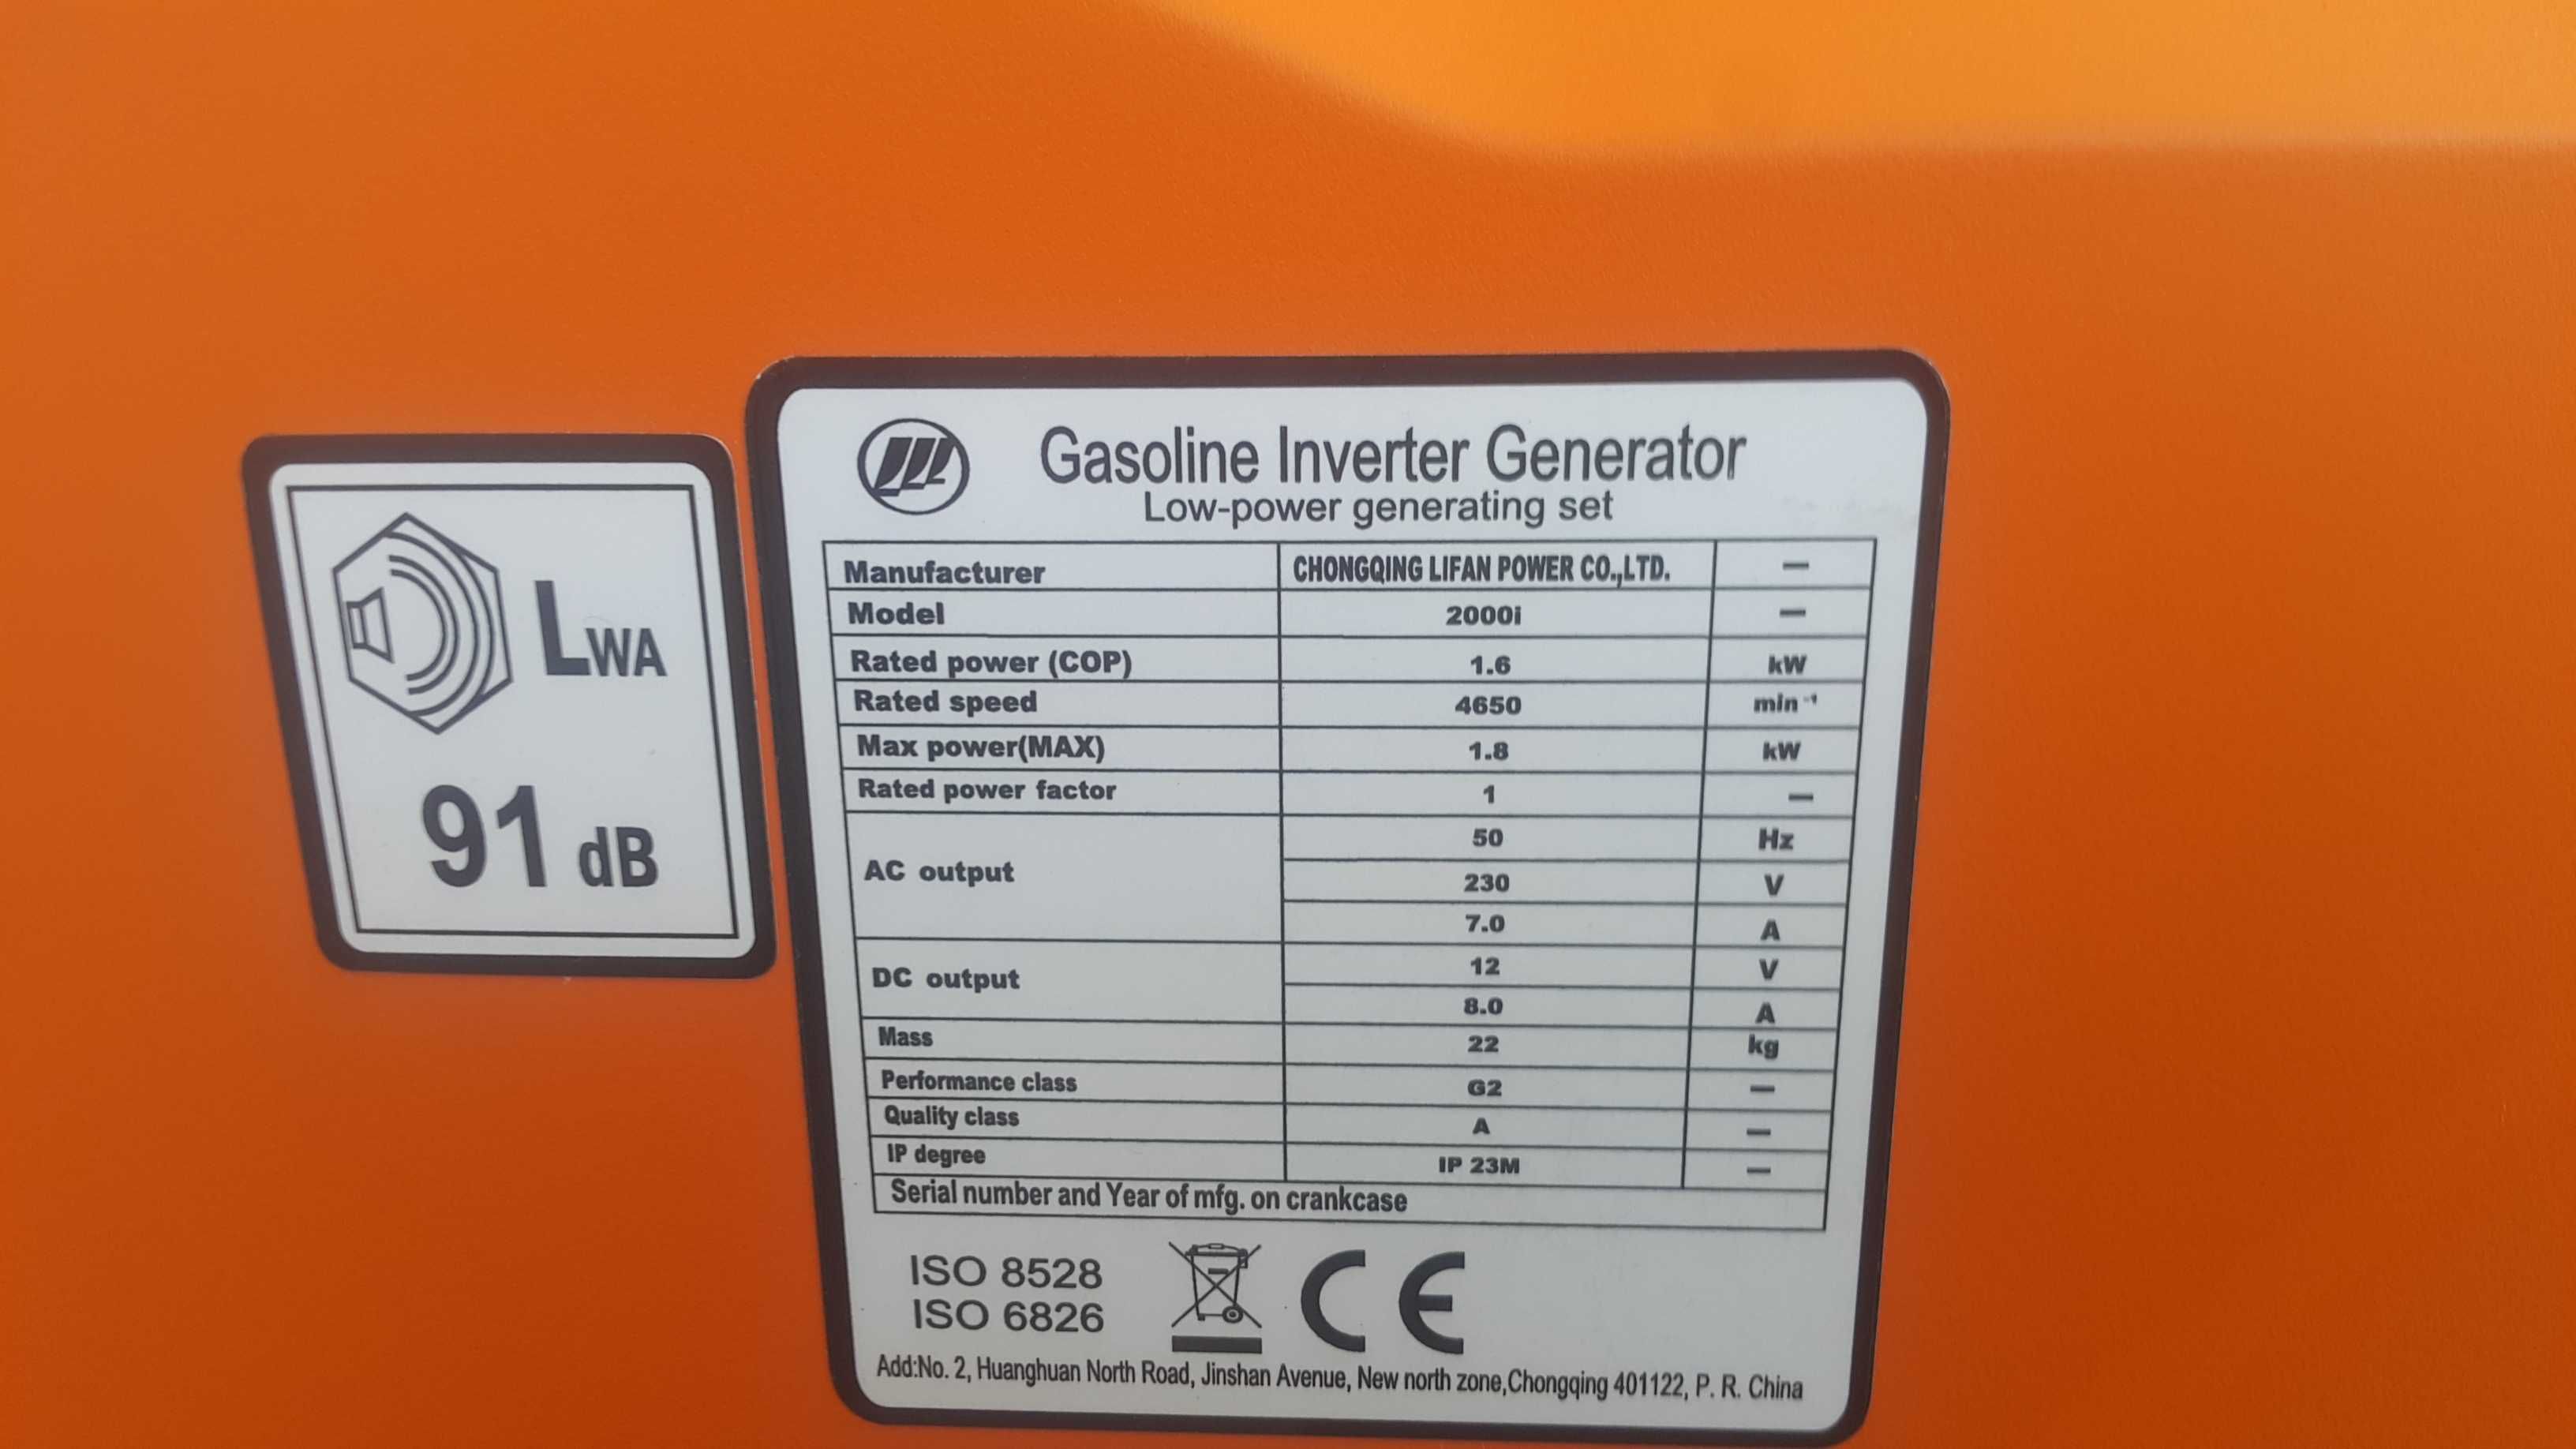 LWA
91 dB
Gasoline Inverter Generator
Low-power generating set
Manufacturer CHONGQING LIFAN POWER CO.,LTD. —
Model 2000i —
Rated power (COP) 1.6 kW
Rated speed 4650 min⁻¹
Max power(MAX) 1.8 kW
Rated power factor 1 —
AC output 50 Hz
230 V
7.0 A
DC output 12 V
8.0 A
Mass 22 kg
Performance class G2 —
Quality class A —
IP degree IP 23M —
Serial number and Year of mfg. on crankcase
ISO 8528
ISO 6826
CE
Add:No. 2, Huanghuan North Road, Jinshan Avenue, New north zone,Chongqing 401122, P. R. China